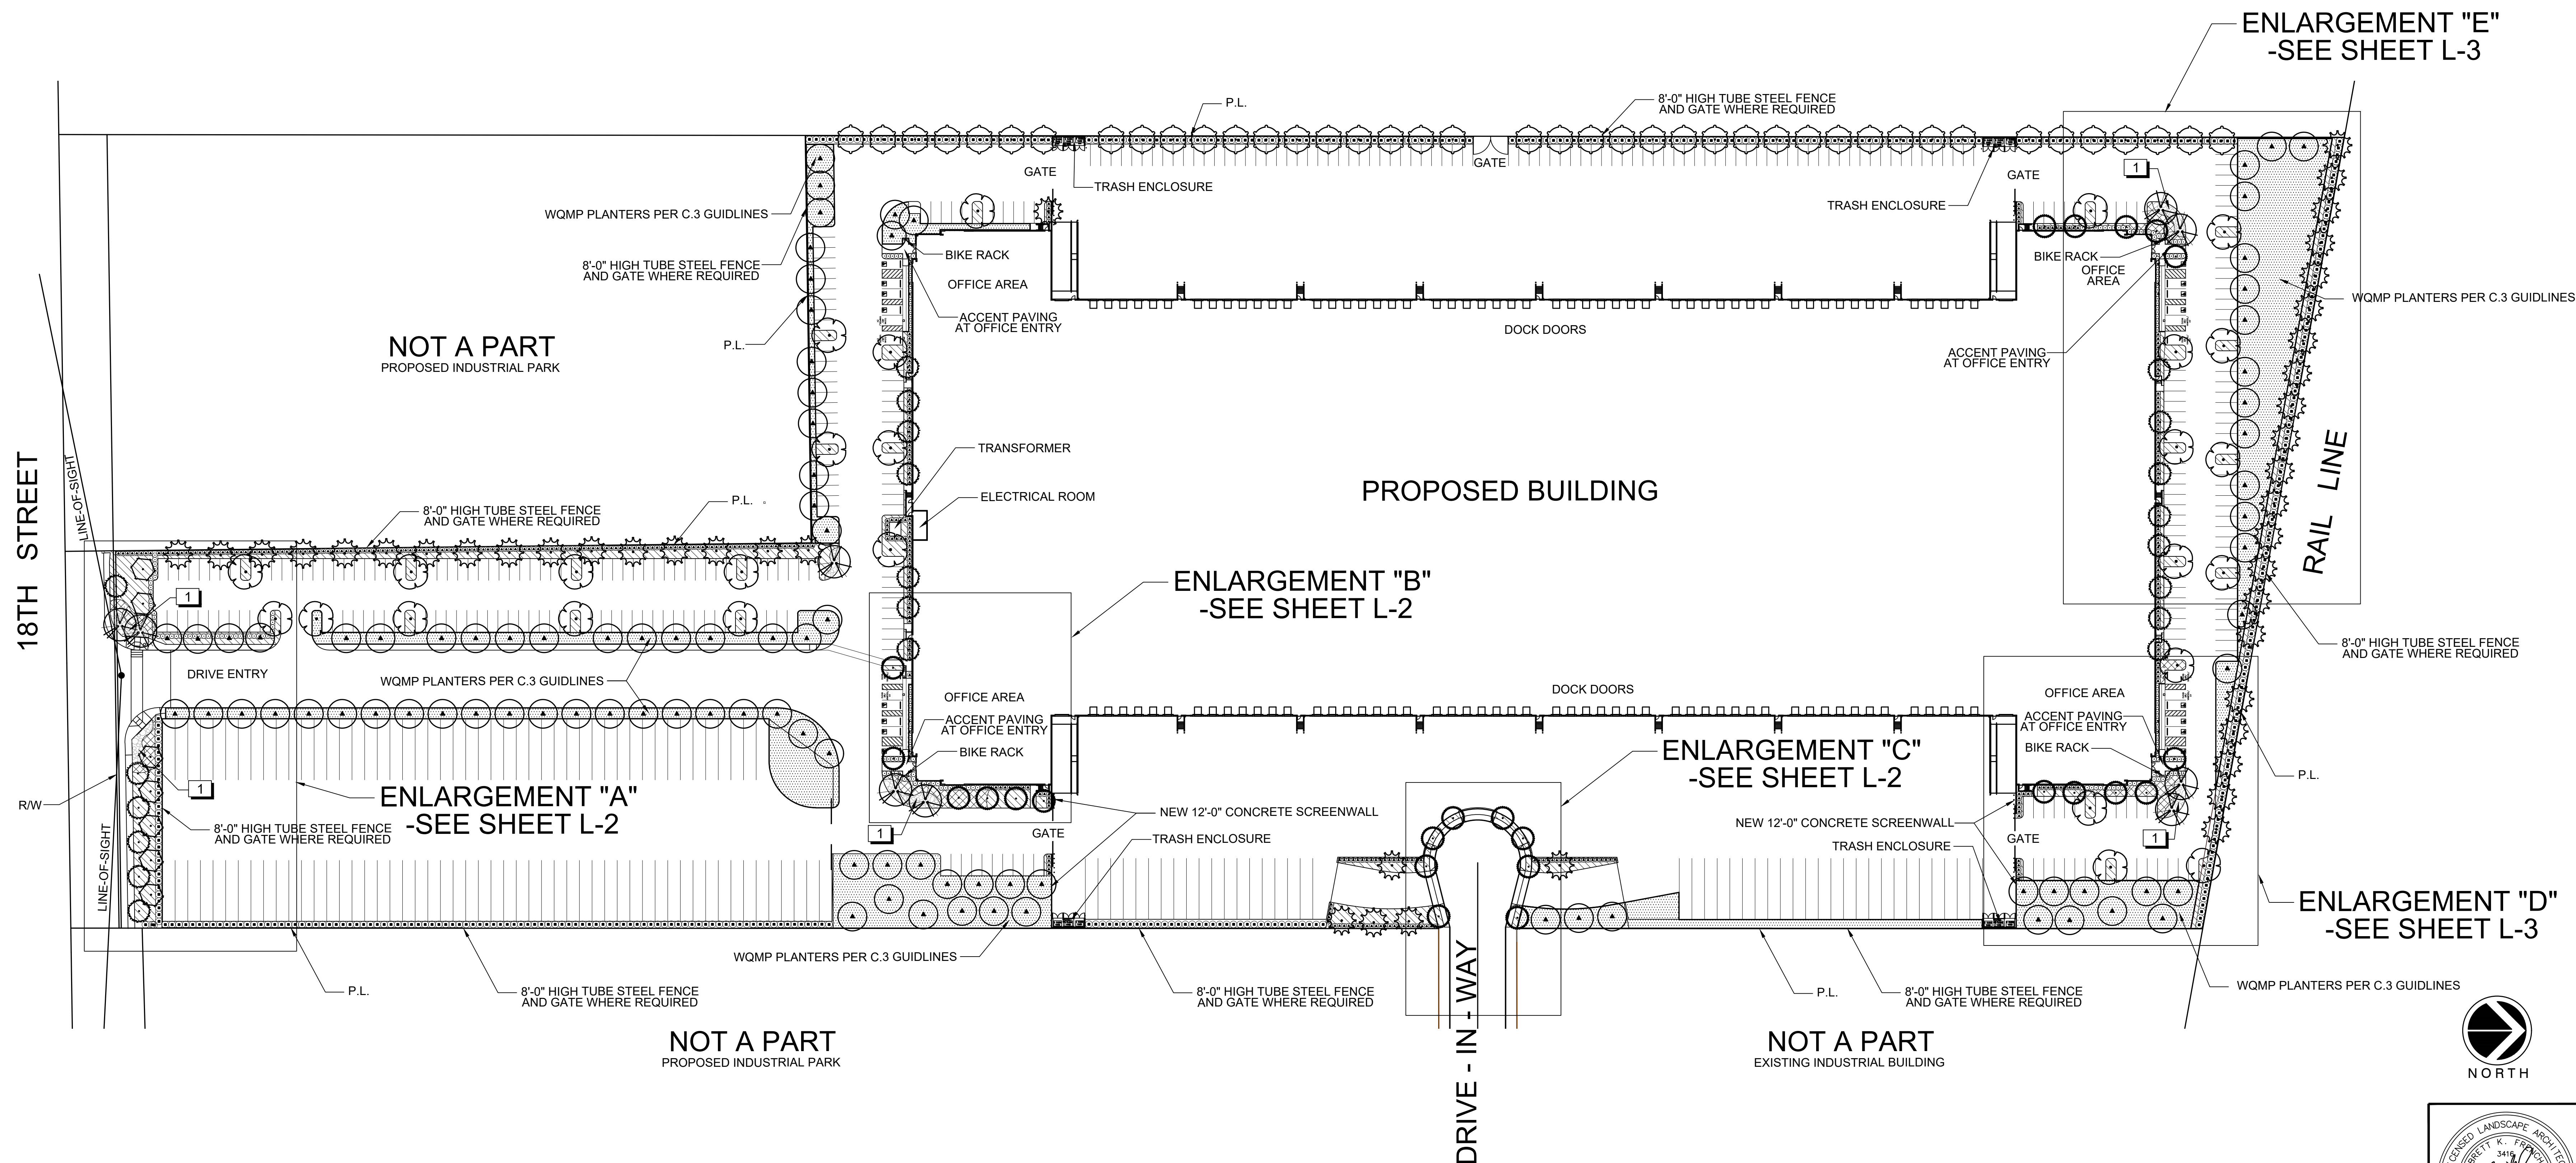 ENLARGEMENT "E"
-SEE SHEET L-3
P.L.
8'-0" HIGH TUBE STEEL FENCE
AND GATE WHERE REQUIRED
GATE
GATE
GATE
1
TRASH ENCLOSURE
TRASH ENCLOSURE
WQMP PLANTERS PER C.3 GUIDLINES
8'-0" HIGH TUBE STEEL FENCE
AND GATE WHERE REQUIRED
BIKE RACK
OFFICE AREA
ACCENT PAVING
AT OFFICE ENTRY
BIKE RACK
OFFICE
AREA
WQMP PLANTERS PER C.3 GUIDLINES
DOCK DOORS
ACCENT PAVING
AT OFFICE ENTRY
NOT A PART
PROPOSED INDUSTRIAL PARK
P.L.
TRANSFORMER
ELECTRICAL ROOM
PROPOSED BUILDING
RAIL LINE
18TH STREET
LINE-OF-SIGHT
P.L.
8'-0" HIGH TUBE STEEL FENCE
AND GATE WHERE REQUIRED
1
ENLARGEMENT "B"
-SEE SHEET L-2
8'-0" HIGH TUBE STEEL FENCE
AND GATE WHERE REQUIRED
DRIVE ENTRY
WQMP PLANTERS PER C.3 GUIDLINES
OFFICE AREA
ACCENT PAVING
AT OFFICE ENTRY
BIKE RACK
DOCK DOORS
OFFICE AREA
ACCENT PAVING
AT OFFICE ENTRY
BIKE RACK
ENLARGEMENT "C"
-SEE SHEET L-2
P.L.
R/W
1
ENLARGEMENT "A"
-SEE SHEET L-2
8'-0" HIGH TUBE STEEL FENCE
AND GATE WHERE REQUIRED
LINE-OF-SIGHT
1
GATE
NEW 12'-0" CONCRETE SCREENWALL
TRASH ENCLOSURE
NEW 12'-0" CONCRETE SCREENWALL
GATE
TRASH ENCLOSURE
1
ENLARGEMENT "D"
-SEE SHEET L-3
WQMP PLANTERS PER C.3 GUIDLINES
P.L.
8'-0" HIGH TUBE STEEL FENCE
AND GATE WHERE REQUIRED
8'-0" HIGH TUBE STEEL FENCE
AND GATE WHERE REQUIRED
DRIVE - IN - WAY
P.L.
8'-0" HIGH TUBE STEEL FENCE
AND GATE WHERE REQUIRED
WQMP PLANTERS PER C.3 GUIDLINES
NOT A PART
PROPOSED INDUSTRIAL PARK
NOT A PART
EXISTING INDUSTRIAL BUILDING
NORTH
LANDSCAPE
BRETT K. FRENCH
3416